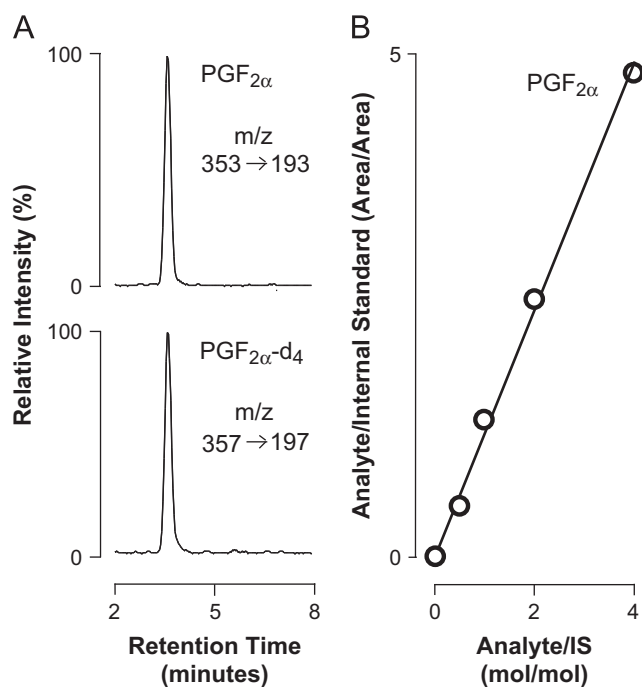 A
100
PGF2α
m/z
353→193
0
100
PGF2α-d4
m/z
357→197
0
Relative Intensity (%)
2 5 8
Retention Time
(minutes)
B
5
PGF2α
0
Analyte/Internal Standard (Area/Area)
0 2 4
Analyte/IS
(mol/mol)